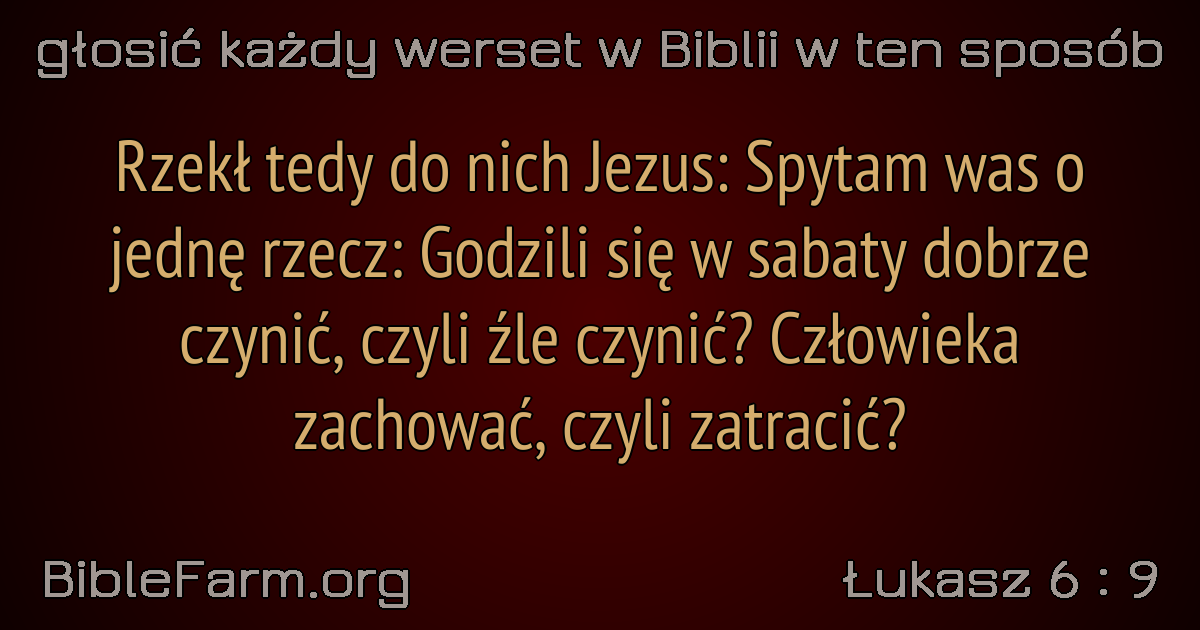 głosić każdy werset w Biblii w ten sposób
Rzekł tedy do nich Jezus: Spytam was o
jednę rzecz: Godzili się w sabaty dobrze
czynić, czyli źle czynić? Człowieka
zachować, czyli zatracić?
BibleFarm.org
Łukasz 6 : 9